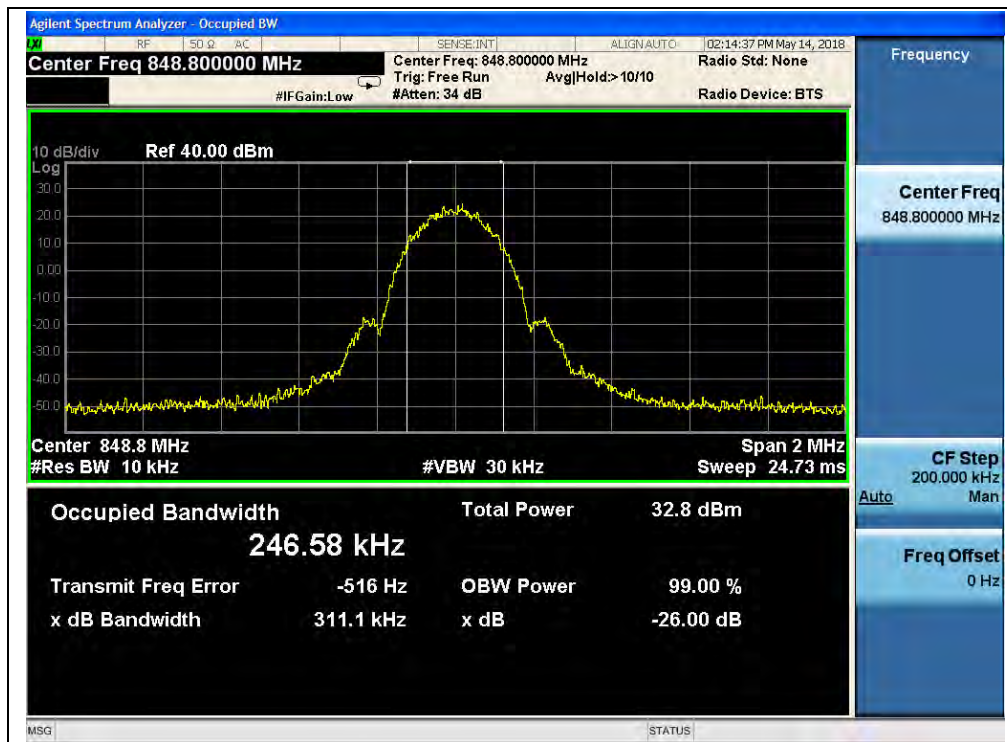 Agilent Spectrum Analyzer - Occupied BW
LXI RF 50 Ω AC SENSE:INT ALIGN AUTO 02:14:37 PM May 14, 2018
Center Freq 848.800000 MHz
Center Freq: 848.800000 MHz
Radio Std: None
Trig: Free Run Avg|Hold:>10/10
#IFGain:Low
#Atten: 34 dB
Radio Device: BTS
10 dB/div Ref 40.00 dBm
Log
30.0
20.0
10.0
0.00
-10.0
-20.0
-30.0
-40.0
-50.0
Center 848.8 MHz Span 2 MHz
#Res BW 10 kHz #VBW 30 kHz Sweep 24.73 ms
Occupied Bandwidth Total Power 32.8 dBm
246.58 kHz
Transmit Freq Error -516 Hz OBW Power 99.00 %
x dB Bandwidth 311.1 kHz x dB -26.00 dB
MSG STATUS
Frequency
Center Freq
848.800000 MHz
CF Step
200.000 kHz
Auto Man
Freq Offset
0 Hz